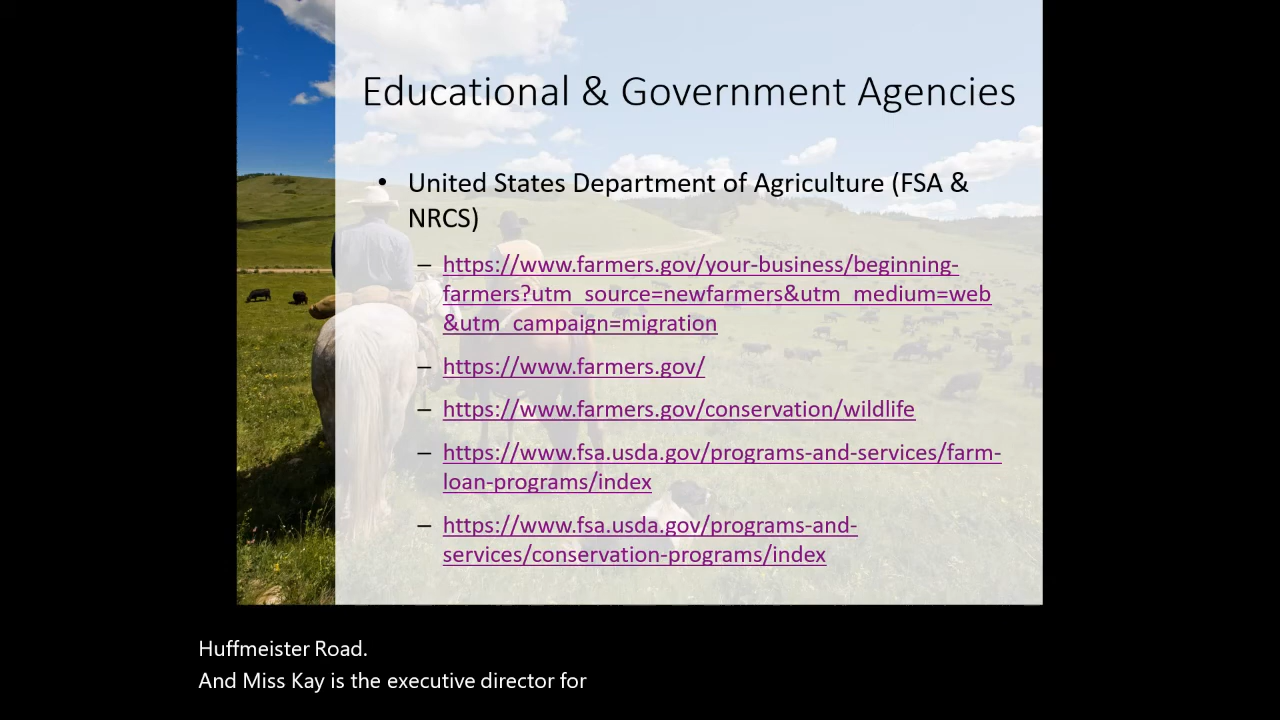 Educational & Government Agencies
• United States Department of Agriculture (FSA &
NRCS)
– https://www.farmers.gov/your-business/beginning-
farmers?utm_source=newfarmers&utm_medium=web
&utm_campaign=migration
– https://www.farmers.gov/
– https://www.farmers.gov/conservation/wildlife
– https://www.fsa.usda.gov/programs-and-services/farm-
loan-programs/index
– https://www.fsa.usda.gov/programs-and-
services/conservation-programs/index
Huffmeister Road.
And Miss Kay is the executive director for